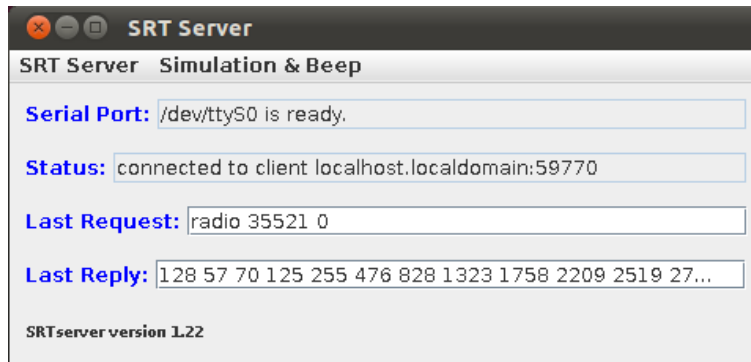 SRT Server
SRT Server Simulation & Beep
Serial Port: /dev/ttyS0 is ready.
Status: connected to client localhost.localdomain:59770
Last Request: radio 35521 0
Last Reply: 128 57 70 125 255 476 828 1323 1758 2209 2519 27...
SRTserver version 1.22